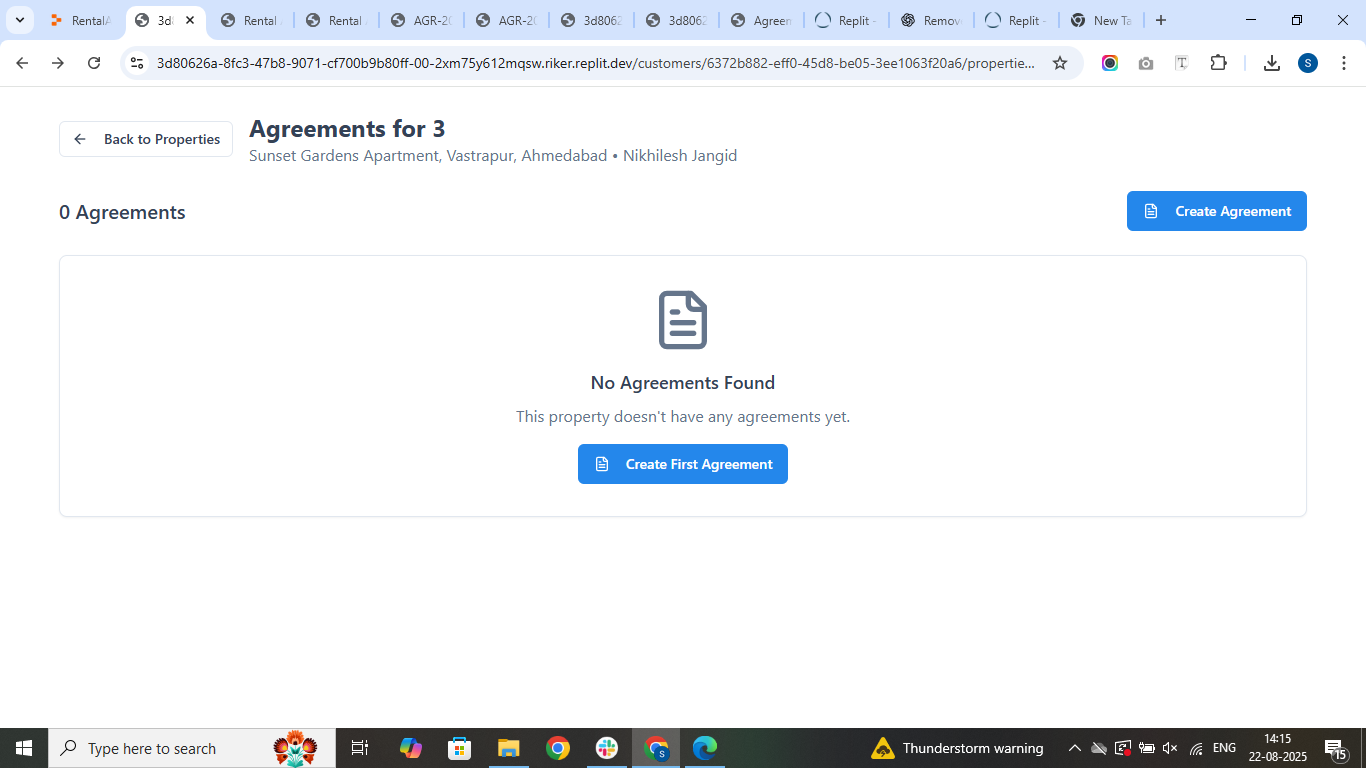 RentalA
3d8
Rental A
Rental A
AGR-20
AGR-20
3d8062
3d8062
Agreem
Replit -
Remov
Replit -
New Ta
3d80626a-8fc3-47b8-9071-cf700b9b80ff-00-2xm75y612mqsw.riker.replit.dev/customers/6372b882-eff0-45d8-be05-3ee1063f20a6/propertie...
S
Back to Properties
Agreements for 3
Sunset Gardens Apartment, Vastrapur, Ahmedabad • Nikhilesh Jangid
0 Agreements
Create Agreement
No Agreements Found
This property doesn't have any agreements yet.
Create First Agreement
Type here to search
S
Thunderstorm warning
ENG
14:15
22-08-2025
15